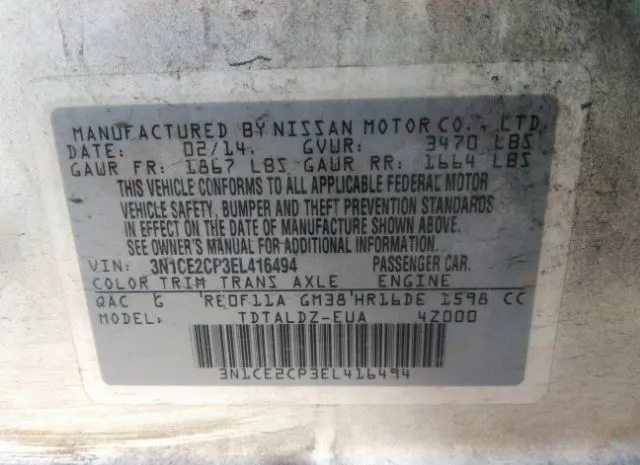 MANUFACTURED BY NISSAN MOTOR CO., LTD.
DATE: 02/14. GVWR: 3470 LBS
GAWR FR: 1867 LBS GAWR RR: 1664 LBS
THIS VEHICLE CONFORMS TO ALL APPLICABLE FEDERAL MOTOR
VEHICLE SAFETY, BUMPER AND THEFT PREVENTION STANDARDS
IN EFFECT ON THE DATE OF MANUFACTURE SHOWN ABOVE.
SEE OWNER'S MANUAL FOR ADDITIONAL INFORMATION.
VIN: 3N1CE2CP3EL416494 PASSENGER CAR.
COLOR TRIM TRANS AXLE ENGINE
QAC G 'RE0F11A GM38'HR16DE 1598 CC
MODEL: TDTALDZ-EUA 4Z000
3N1CE2CP3EL416494